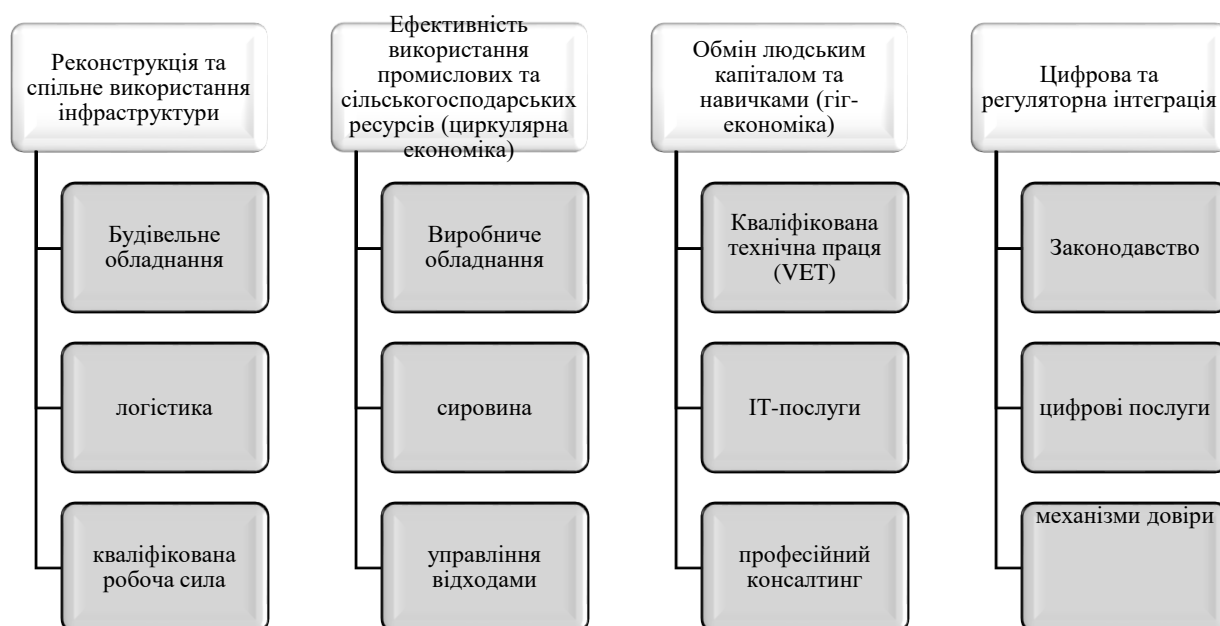 Реконструкція та
спільне використання
інфраструктури
Будівельне
обладнання
логістика
кваліфікована
робоча сила
Ефективність
використання
промислових та
сільськогосподарських
ресурсів (циркулярна
економіка)
Виробниче
обладнання
сировина
управління
відходами
Обмін людським
капіталом та
навичками (гіг-
економіка)
Кваліфікована
технічна праця
(VET)
ІТ-послуги
професійний
консалтинг
Цифрова та
регуляторна інтеграція
Законодавство
цифрові послуги
механізми довіри